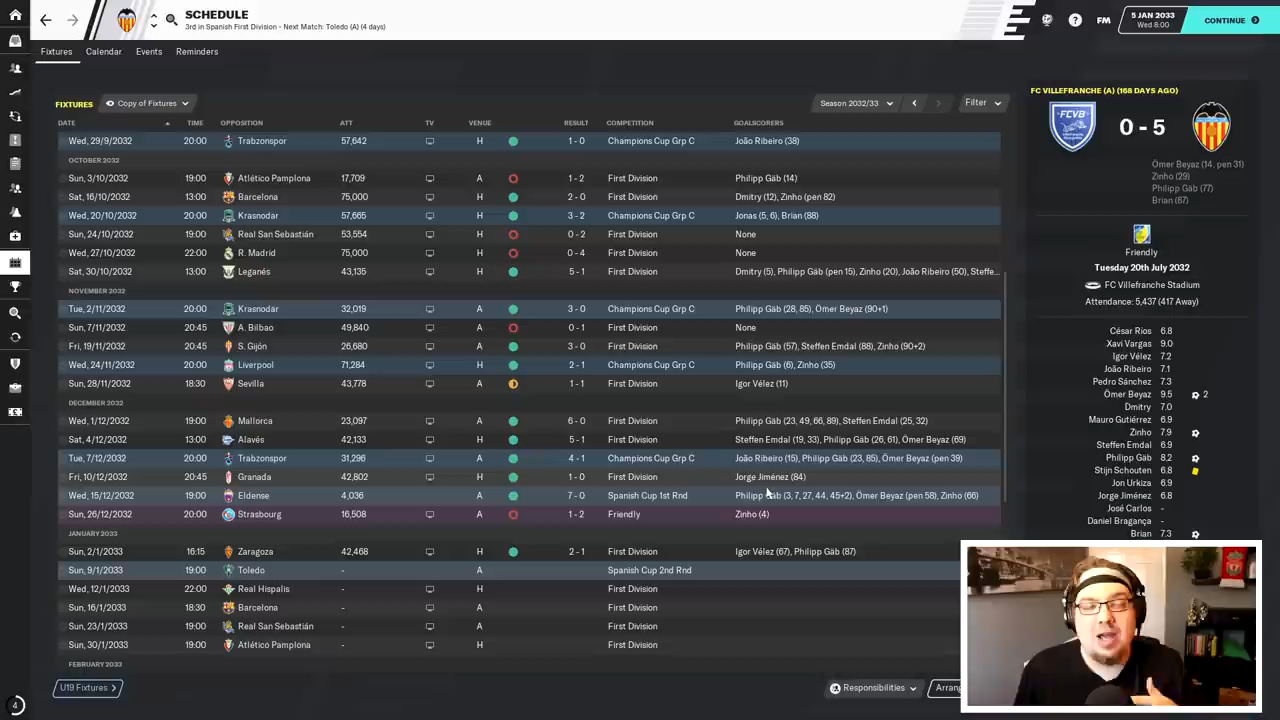 SCHEDULE
3rd in Spanish First Division - Next Match: Toledo (A) (4 days)
FM
5 JAN 2033
Wed 8:00
CONTINUE
Fixtures Calendar Events Reminders
FIXTURES Copy of Fixtures Season 2032/33 Filter
DATE TIME OPPOSITION ATT TV VENUE RESULT COMPETITION GOALSCORERS
Wed, 29/9/2032 20:00 Trabzonspor 57,642 H 1 - 0 Champions Cup Grp C João Ribeiro (38)
OCTOBER 2032
Sun, 3/10/2032 19:00 Atlético Pamplona 17,709 A 1 - 2 First Division Philipp Gäb (14)
Sat, 16/10/2032 13:00 Barcelona 75,000 H 2 - 0 First Division Dmitry (12), Zinho (pen 82)
Wed, 20/10/2032 20:00 Krasnodar 57,665 H 3 - 2 Champions Cup Grp C Jonas (5, 6), Brian (88)
Sun, 24/10/2032 19:00 Real San Sebastián 53,554 H 0 - 2 First Division None
Wed, 27/10/2032 22:00 R. Madrid 75,000 H 0 - 4 First Division None
Sat, 30/10/2032 13:00 Leganés 43,135 H 5 - 1 First Division Dmitry (5), Philipp Gäb (pen 15), Zinho (20), João Ribeiro (50), Steffe...
NOVEMBER 2032
Tue, 2/11/2032 20:00 Krasnodar 32,019 A 3 - 0 Champions Cup Grp C Philipp Gäb (28, 85), Ömer Beyaz (90+1)
Sun, 7/11/2032 20:45 A. Bilbao 49,840 A 0 - 1 First Division None
Fri, 19/11/2032 20:45 S. Gijón 26,680 A 3 - 0 First Division Philipp Gäb (57), Steffen Emdal (88), Zinho (90+2)
Wed, 24/11/2032 20:00 Liverpool 71,284 H 2 - 1 Champions Cup Grp C Philipp Gäb (6), Zinho (35)
Sun, 28/11/2032 18:30 Sevilla 43,778 A 1 - 1 First Division Igor Vélez (11)
DECEMBER 2032
Wed, 1/12/2032 19:00 Mallorca 23,097 A 6 - 0 First Division Philipp Gäb (23, 49, 66, 89), Steffen Emdal (25, 32)
Sat, 4/12/2032 13:00 Alavés 42,133 H 5 - 1 First Division Steffen Emdal (19, 33), Philipp Gäb (26, 61), Ömer Beyaz (69)
Tue, 7/12/2032 20:00 Trabzonspor 31,296 A 4 - 1 Champions Cup Grp C João Ribeiro (15), Philipp Gäb (23, 85), Ömer Beyaz (pen 39)
Fri, 10/12/2032 20:45 Granada 42,802 H 1 - 0 First Division Jorge Jiménez (84)
Wed, 15/12/2032 19:00 Eldense 4,036 A 7 - 0 Spanish Cup 1st Rnd Philipp Gäb (3, 7, 27, 44, 45+2), Ömer Beyaz (pen 58), Zinho (66)
Sun, 26/12/2032 20:00 Strasbourg 16,508 A 1 - 2 Friendly Zinho (4)
JANUARY 2033
Sun, 2/1/2033 16:15 Zaragoza 42,468 H 2 - 1 First Division Igor Vélez (67), Philipp Gäb (87)
Sun, 9/1/2033 19:00 Toledo - A Spanish Cup 2nd Rnd
Wed, 12/1/2033 22:00 Real Hispalis - H First Division
Sun, 16/1/2033 18:30 Barcelona - A First Division
Sun, 23/1/2033 19:00 Real San Sebastián - A First Division
Sun, 30/1/2033 19:00 Atlético Pamplona - H First Division
FEBRUARY 2033
U19 Fixtures Responsibilities Arrang
FC VILLEFRANCHE (A) (168 DAYS AGO)
FCVB
0 - 5
Ömer Beyaz (14, pen 31)
Zinho (29)
Philipp Gäb (77)
Brian (87)
Friendly
Tuesday 20th July 2032
FC Villefranche Stadium
Attendance: 5,437 (417 Away)
César Ríos 6.8
Xavi Vargas 9.0
Igor Vélez 7.2
João Ribeiro 7.1
Pedro Sánchez 7.3
Ömer Beyaz 9.5 2
Dmitry 7.0
Mauro Gutiérrez 6.9
Zinho 7.9
Steffen Emdal 6.9
Philipp Gäb 8.2
Stijn Schouten 6.8
Jon Urkiza 6.9
Jorge Jiménez 6.8
José Carlos -
Daniel Bragança -
Brian 7.3
4